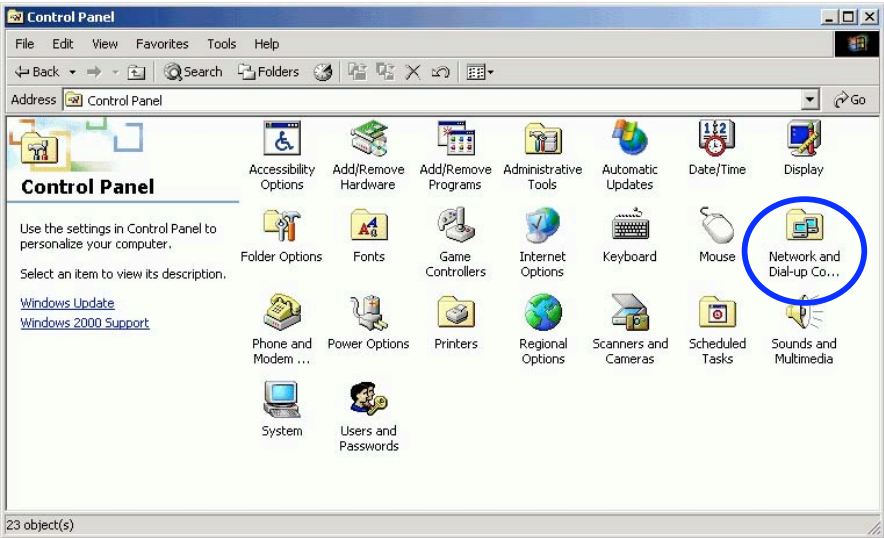 Control Panel
File Edit View Favorites Tools Help
Back Search Folders
Address Control Panel Go
Control Panel
Use the settings in Control Panel to
personalize your computer.
Select an item to view its description.
Windows Update
Windows 2000 Support
Accessibility
Options
Add/Remove
Hardware
Add/Remove
Programs
Administrative
Tools
Automatic
Updates
Date/Time
Display
Folder Options
Fonts
Game
Controllers
Internet
Options
Keyboard
Mouse
Network and
Dial-up Co...
Phone and
Modem ...
Power Options
Printers
Regional
Options
Scanners and
Cameras
Scheduled
Tasks
Sounds and
Multimedia
System
Users and
Passwords
23 object(s)